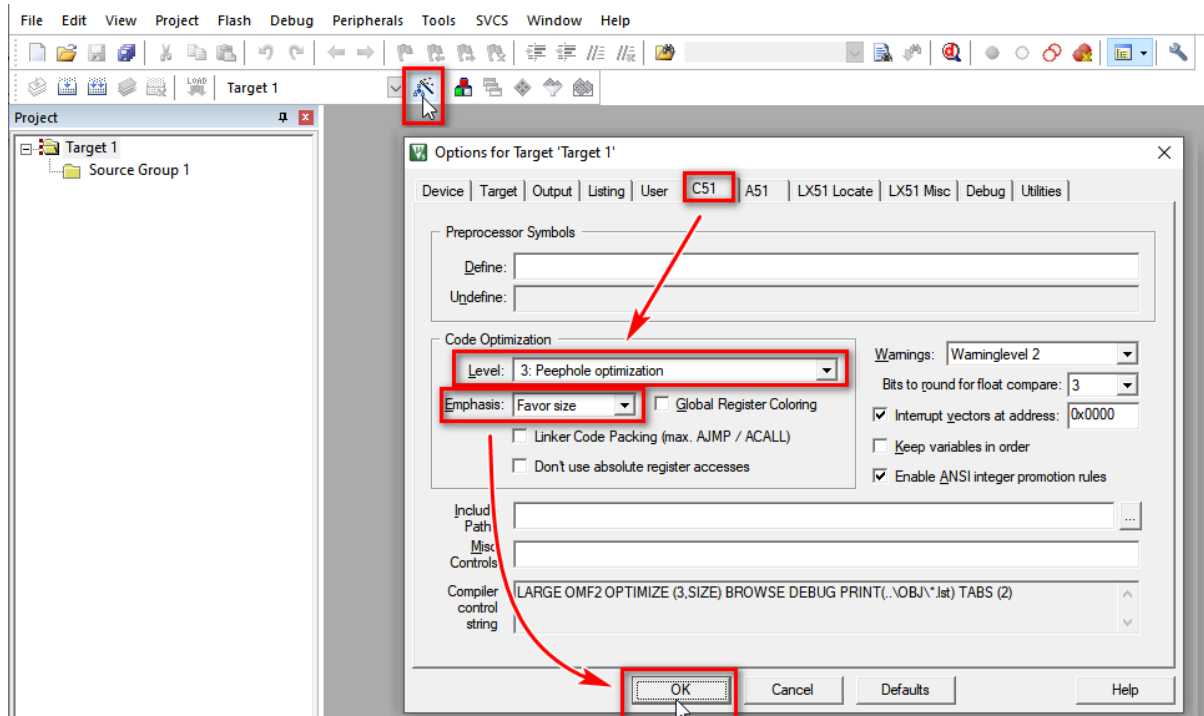 File Edit View Project Flash Debug Peripherals Tools SVCS Window Help
LOAD
Target 1
Project
Target 1
Source Group 1
Options for Target 'Target 1'
Device Target Output Listing User C51 A51 LX51 Locate LX51 Misc Debug Utilities
Preprocessor Symbols
Define:
Undefine:
Code Optimization
Level: 3: Peephole optimization
Emphasis: Favor size
Global Register Coloring
Linker Code Packing (max. AJMP / ACALL)
Don't use absolute register accesses
Warnings: Warninglevel 2
Bits to round for float compare: 3
Interrupt vectors at address: 0x0000
Keep variables in order
Enable ANSI integer promotion rules
Include
Path
...
Misc
Controls
Compiler
control
string
LARGE OMF2 OPTIMIZE (3,SIZE) BROWSE DEBUG PRINT(..\OBJ\*.lst) TABS (2)
OK Cancel Defaults Help